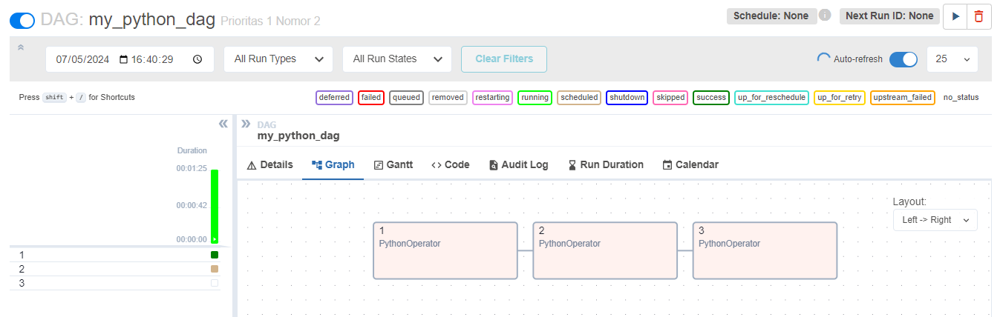 DAG: my_python_dag Prioritas 1 Nomor 2
Schedule: None
Next Run ID: None
07/05/2024 16:40:29
All Run Types
All Run States
Clear Filters
Auto-refresh
25
Press shift + / for Shortcuts
deferred failed queued removed restarting running scheduled shutdown skipped success up_for_reschedule up_for_retry upstream_failed no_status
Duration
00:01:25
00:00:42
00:00:00
1
2
3
DAG
my_python_dag
Details Graph Gantt Code Audit Log Run Duration Calendar
Layout:
Left -> Right
1
PythonOperator
2
PythonOperator
3
PythonOperator